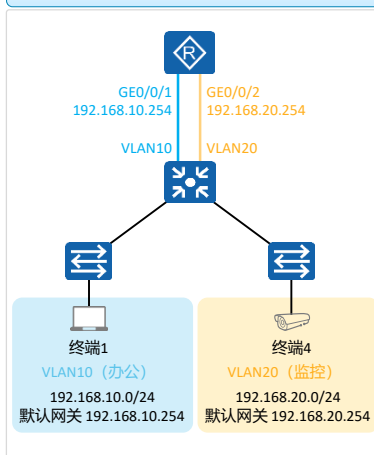 R
GE0/0/1
192.168.10.254
GE0/0/2
192.168.20.254
VLAN10
VLAN20
终端1
VLAN10（办公）
192.168.10.0/24
默认网关 192.168.10.254
终端4
VLAN20（监控）
192.168.20.0/24
默认网关 192.168.20.254